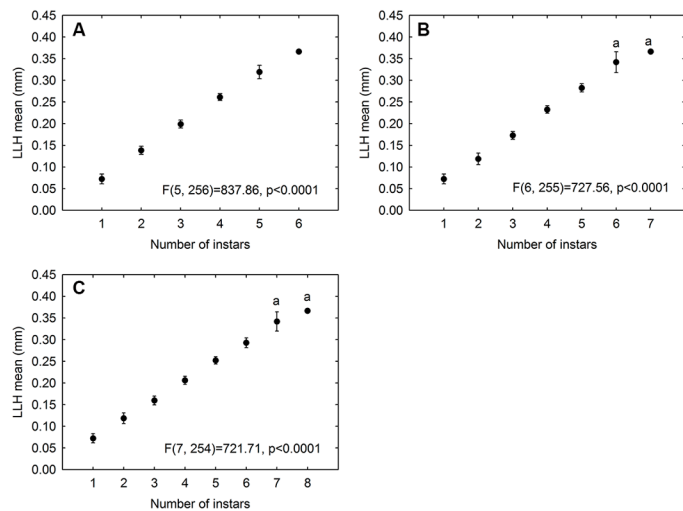 A
LLH mean (mm)
0.45
0.40
0.35
0.30
0.25
0.20
0.15
0.10
0.05
0.00
F(5, 256)=837.86, p<0.0001
1 2 3 4 5 6
Number of instars
B
LLH mean (mm)
0.45
0.40
0.35
0.30
0.25
0.20
0.15
0.10
0.05
0.00
a a
F(6, 255)=727.56, p<0.0001
1 2 3 4 5 6 7
Number of instars
C
LLH mean (mm)
0.45
0.40
0.35
0.30
0.25
0.20
0.15
0.10
0.05
0.00
a a
F(7, 254)=721.71, p<0.0001
1 2 3 4 5 6 7 8
Number of instars